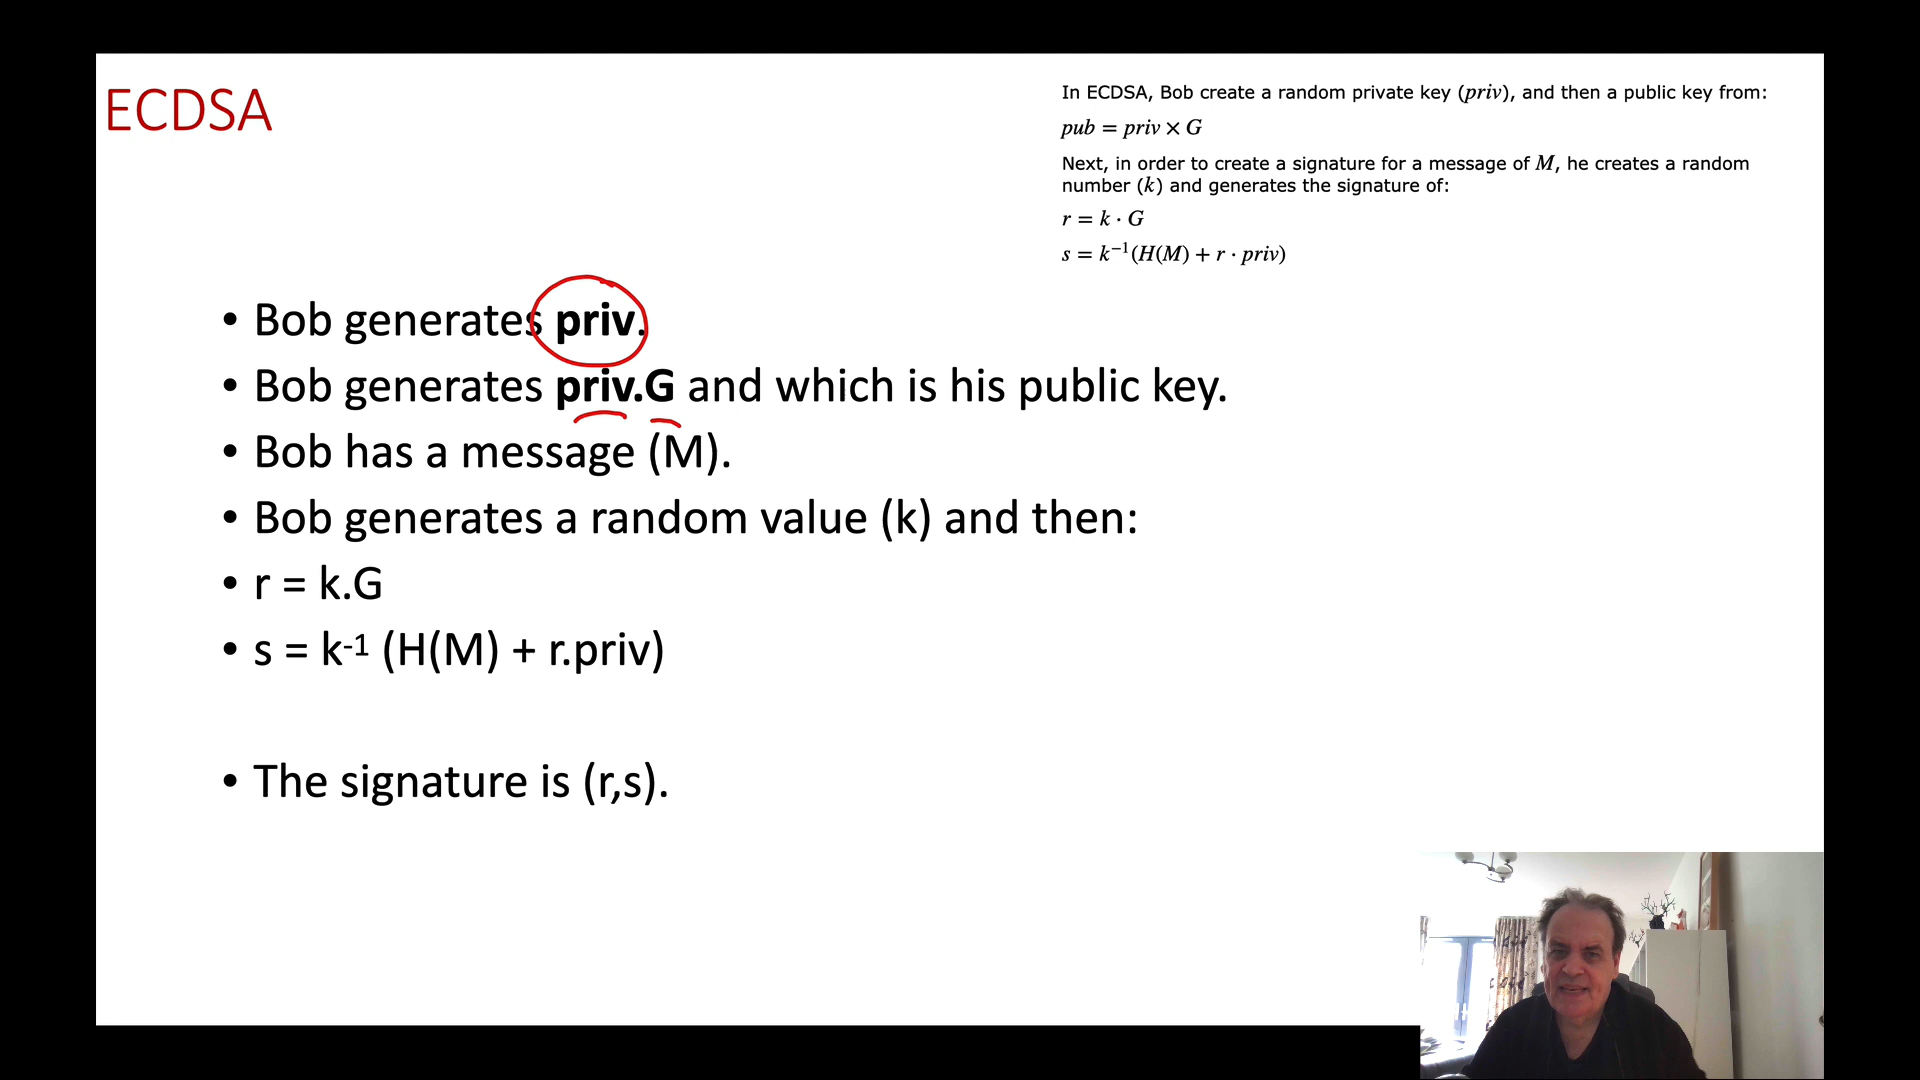 ECDSA
In ECDSA, Bob create a random private key (priv), and then a public key from:
pub = priv × G
Next, in order to create a signature for a message of M, he creates a random
number (k) and generates the signature of:
r = k · G
s = k⁻¹(H(M) + r · priv)
• Bob generates priv.
• Bob generates priv.G and which is his public key.
• Bob has a message (M).
• Bob generates a random value (k) and then:
• r = k.G
• s = k-1 (H(M) + r.priv)
• The signature is (r,s).